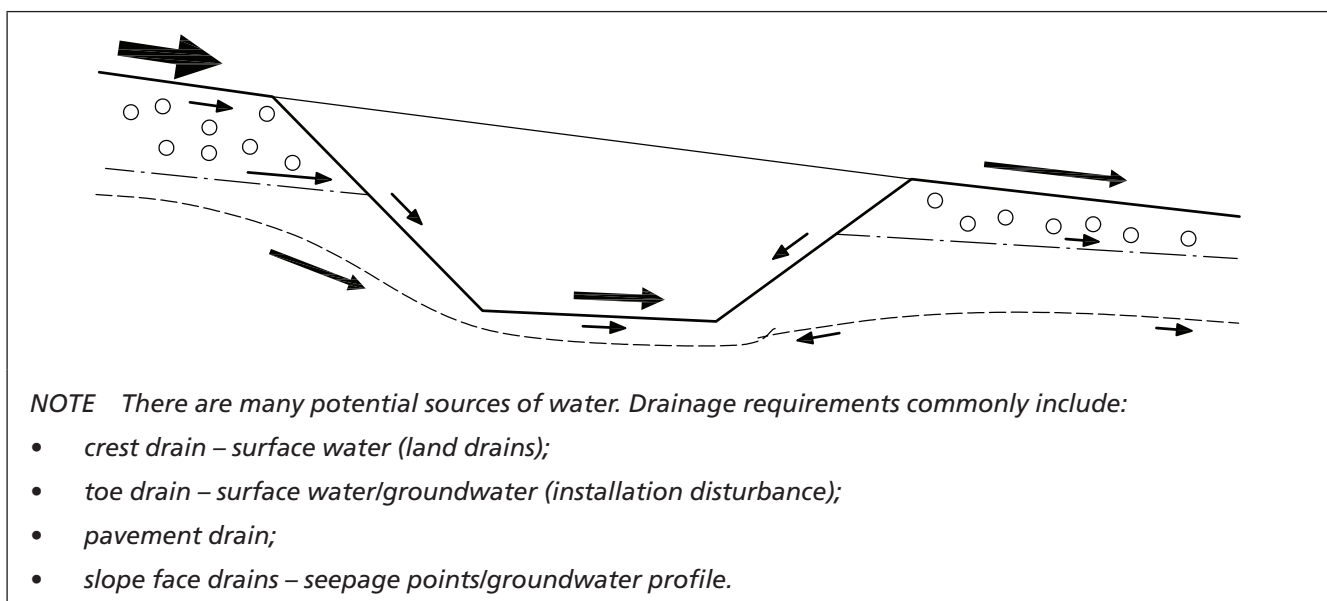 NOTE There are many potential sources of water. Drainage requirements commonly include:
• crest drain – surface water (land drains);
• toe drain – surface water/groundwater (installation disturbance);
• pavement drain;
• slope face drains – seepage points/groundwater profile.